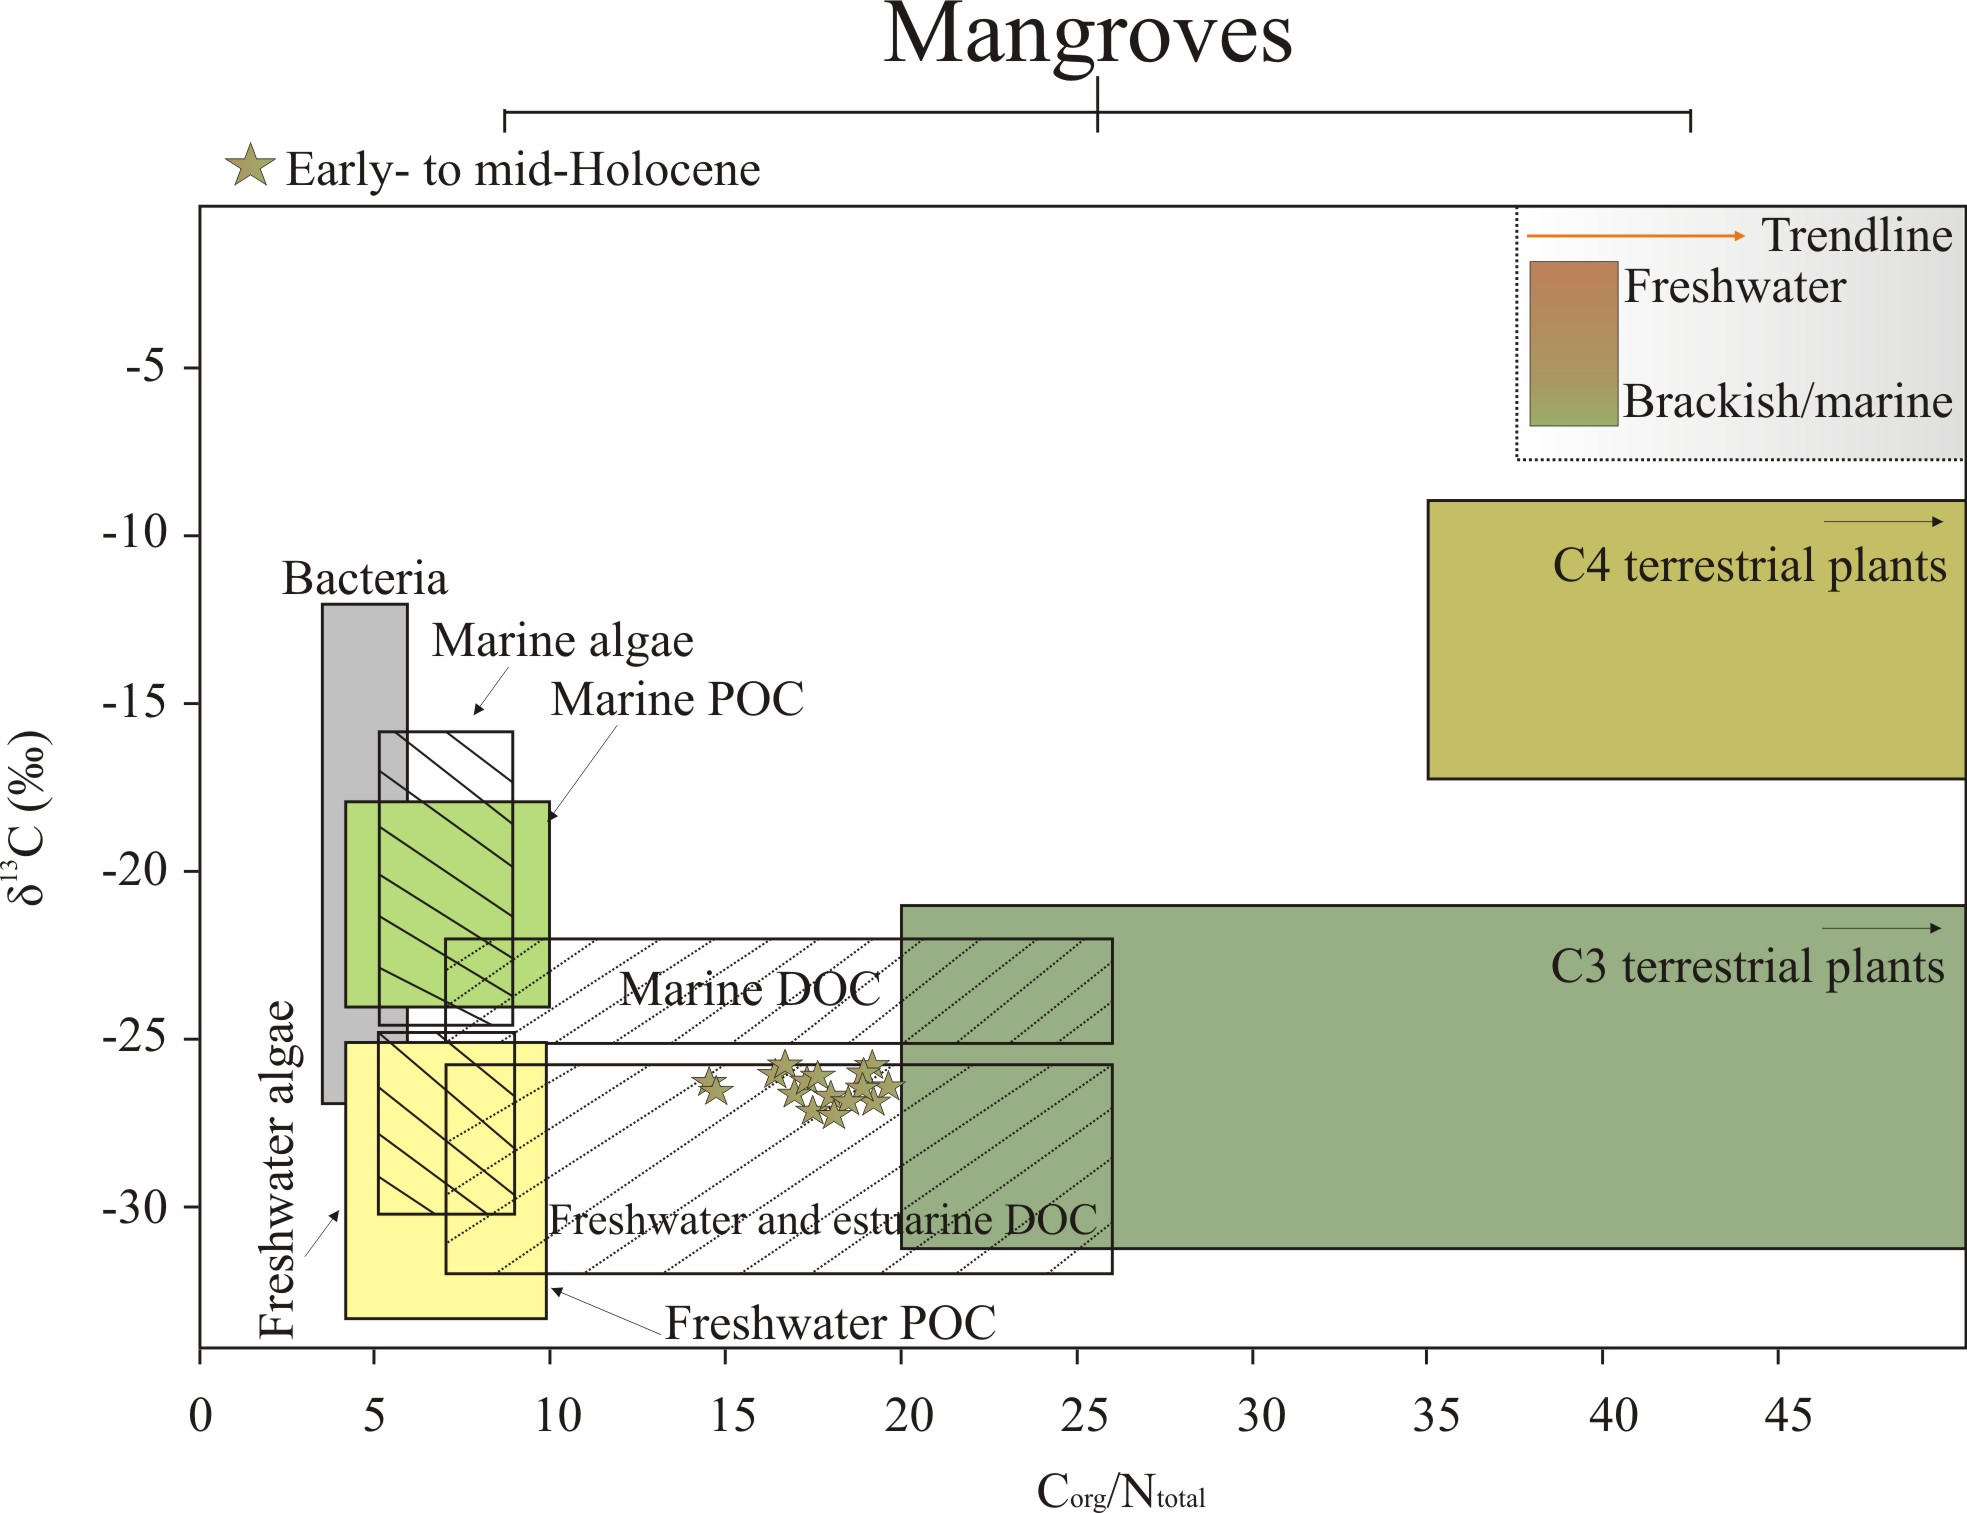 Mangroves
Early- to mid-Holocene
Trendline
Freshwater
Brackish/marine
-5
-10
-15
-20
-25
-30
δ¹³C (‰)
C4 terrestrial plants
Bacteria
Marine algae
Marine POC
Marine DOC
C3 terrestrial plants
Freshwater algae
Freshwater and estuarine DOC
Freshwater POC
0 5 10 15 20 25 30 35 40 45
Corg/Ntotal